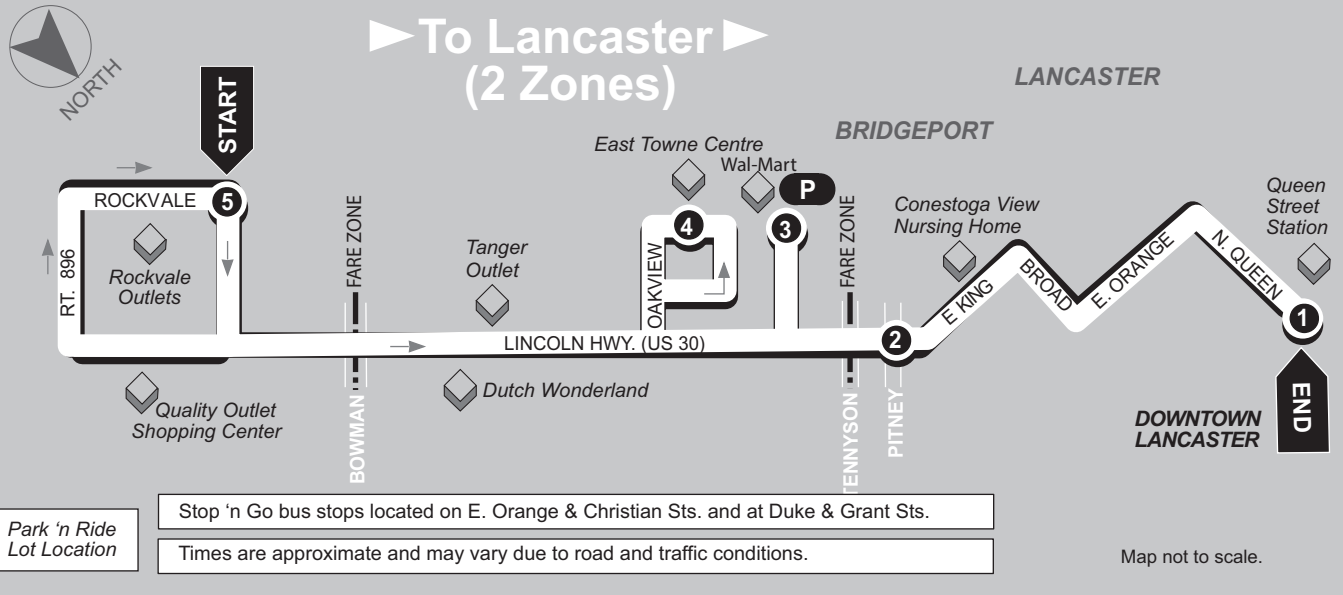 To Lancaster
(2 Zones)
NORTH
START
LANCASTER
BRIDGEPORT
East Towne Centre
Wal-Mart
P
ROCKVALE
5
RT. 896
Rockvale
Outlets
FARE ZONE
Tanger
Outlet
4
3
OAKVIEW
FARE ZONE
Conestoga View
Nursing Home
Queen
Street
Station
E KING
BROAD
E. ORANGE
N. QUEEN
1
2
LINCOLN HWY. (US 30)
Quality Outlet
Shopping Center
BOWMAN
Dutch Wonderland
TENNYSON
PITNEY
DOWNTOWN
LANCASTER
END
Park ‘n Ride
Lot Location
Stop ‘n Go bus stops located on E. Orange & Christian Sts. and at Duke & Grant Sts.
Times are approximate and may vary due to road and traffic conditions.
Map not to scale.